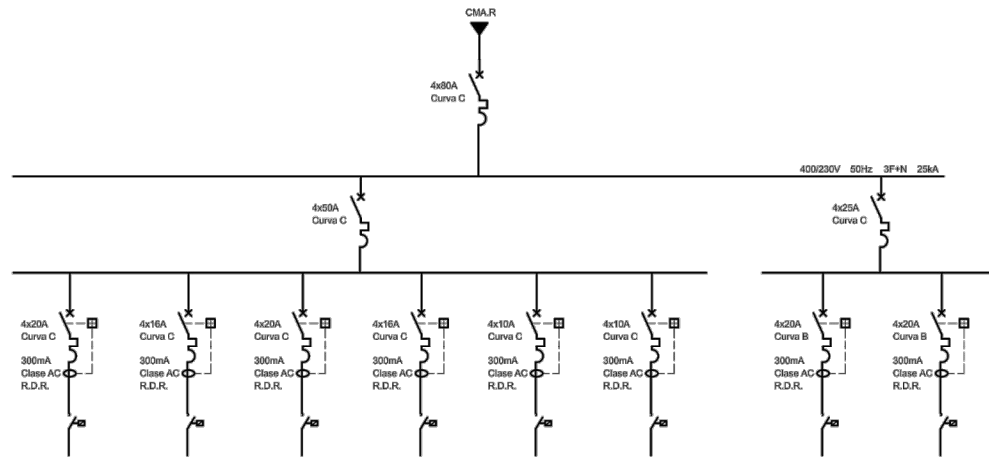 CMA.R
4x80A
Curva C
400/230V 50Hz 3F+N 25kA
4x50A
Curva C
4x25A
Curva C
4x20A
Curva C
300mA
Clase AC
R.D.R.
4x16A
Curva C
300mA
Clase AC
R.D.R.
4x20A
Curva C
300mA
Clase AC
R.D.R.
4x16A
Curva C
300mA
Clase AC
R.D.R.
4x10A
Curva C
300mA
Clase AC
R.D.R.
4x10A
Curva C
300mA
Clase AC
R.D.R.
4x20A
Curva B
300mA
Clase AC
R.D.R.
4x20A
Curva B
300mA
Clase AC
R.D.R.